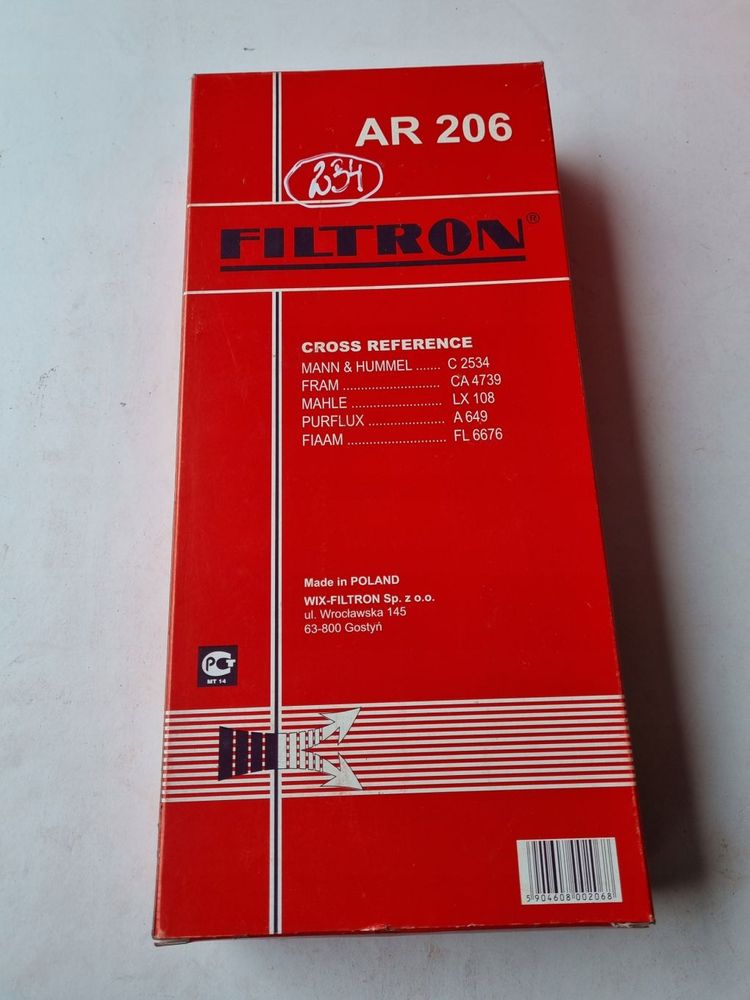 AR 206
234
FILTRON®
CROSS REFERENCE
MANN & HUMMEL ....... C 2534
FRAM .......................... CA 4739
MAHLE ........................ LX 108
PURFLUX ..................... A 649
FIAAM ........................... FL 6676
Made in POLAND
WIX-FILTRON Sp. z o.o.
ul. Wrocławska 145
63-800 Gostyń
РСТ
MT 14
5 904608 002068